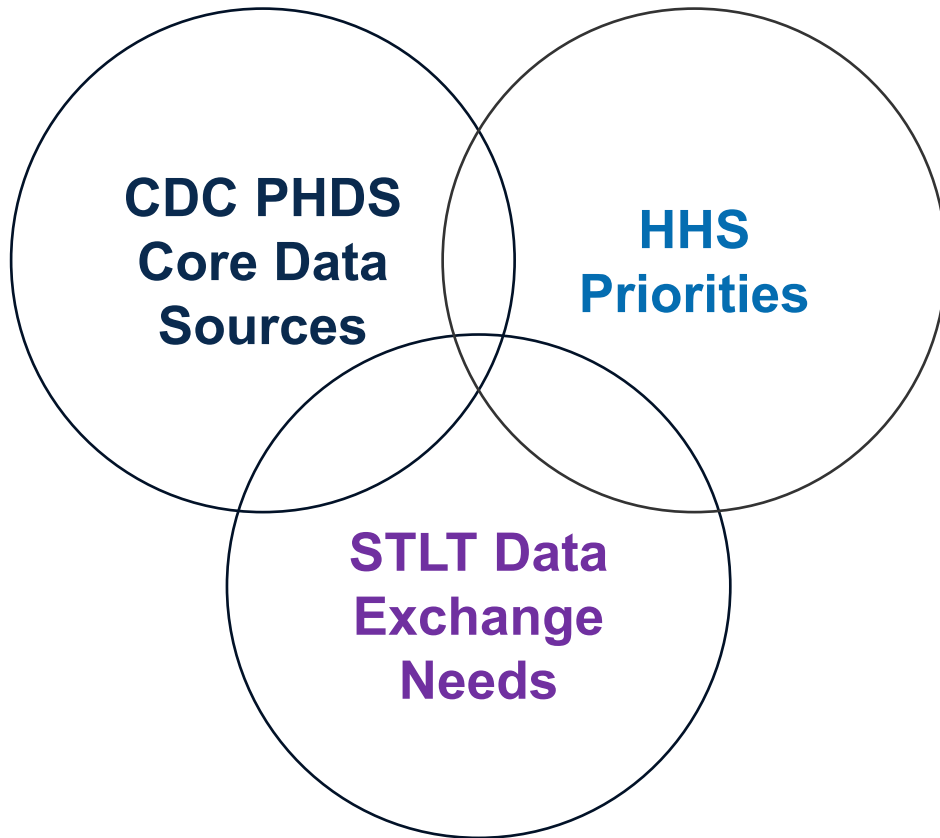 CDC PHDS
Core Data
Sources
HHS
Priorities
STLT Data
Exchange
Needs